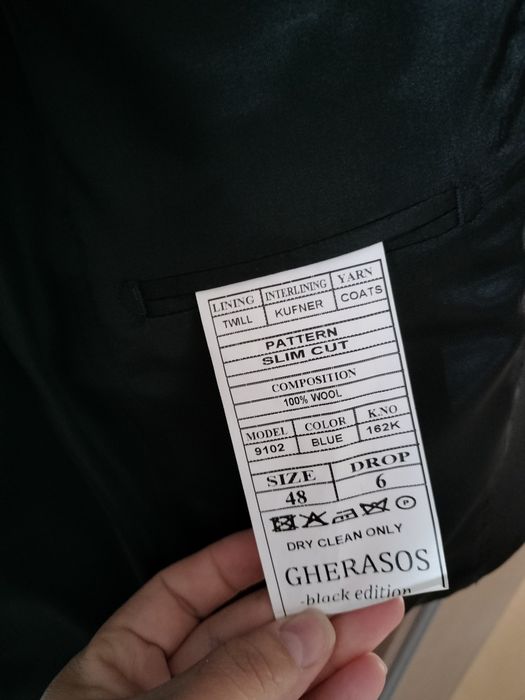 LINING INTERLINING YARN
TWILL KUFNER COATS
PATTERN
SLIM CUT
COMPOSITION
100% WOOL
MODEL COLOR K.NO
9102 BLUE 162K
SIZE DROP
48 6
P
DRY CLEAN ONLY
GHERASOS
-black edition